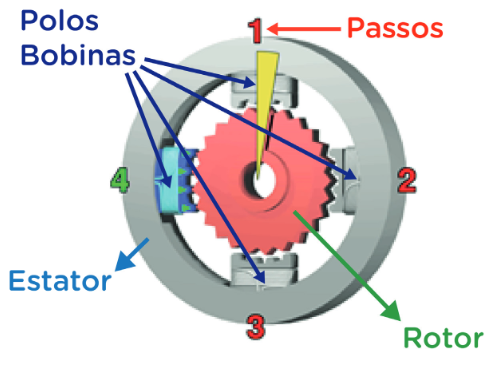 Polos
Bobinas
1
Passos
4
2
Estator
3
Rotor